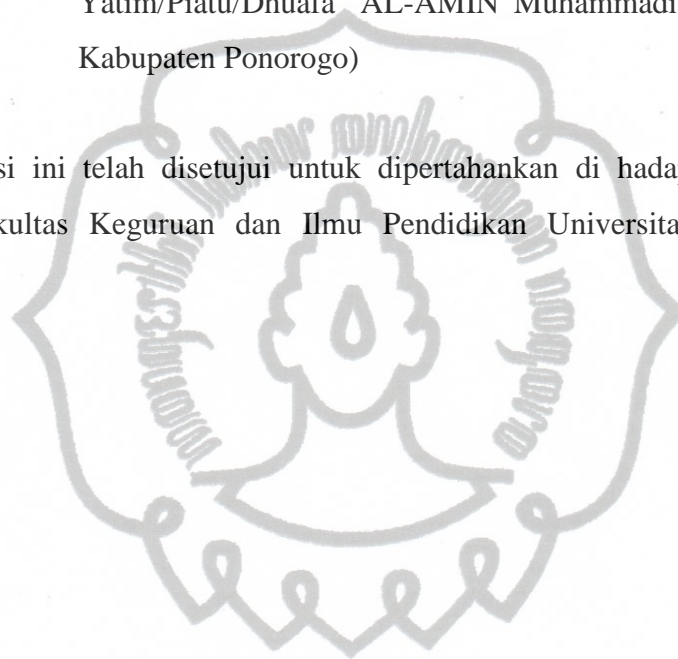 Yatim/Piatu/Dhuafa AL-AMIN Muhammadi
Kabupaten Ponorogo)
si ini telah disetujui untuk dipertahankan di hadap
kultas Keguruan dan Ilmu Pendidikan Universita